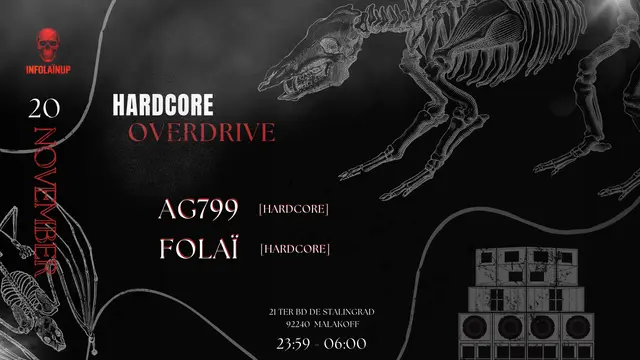 INFOLAÏNUP
20
NOVEMBER
HARDCORE
OVERDRIVE
AG799 [HARDCORE]
FOLAÏ [HARDCORE]
21 TER BD DE STALINGRAD
92240 MALAKOFF
23:59 - 06:00